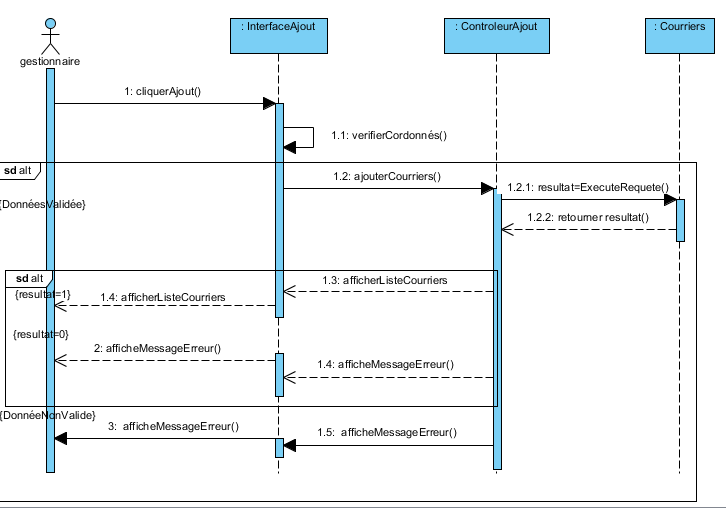 : InterfaceAjout
: ControleurAjout
: Courriers
gestionnaire
1: cliquerAjout()
1.1: verifierCordonnés()
sd alt
1.2: ajouterCourriers()
1.2.1: resultat=ExecuteRequete()
{DonnéesValidée}
1.2.2: retourner resultat()
sd alt
1.3: afficherListeCourriers
{resultat=1}
1.4: afficherListeCourriers
{resultat=0}
2: afficheMessageErreur()
1.4: afficheMessageErreur()
{DonnéeNonValide}
3: afficheMessageErreur()
1.5: afficheMessageErreur()